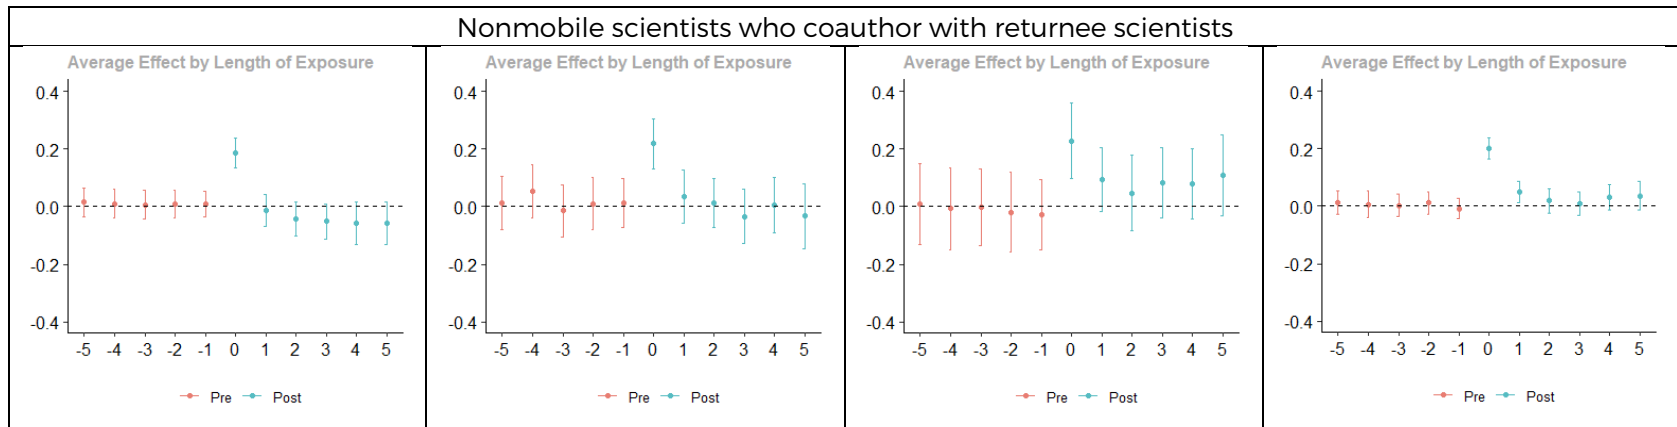 Nonmobile scientists who coauthor with returnee scientists
Average Effect by Length of Exposure
0.4
0.2
0.0
-0.2
-0.4
-5 -4 -3 -2 -1 0 1 2 3 4 5
Pre Post
Average Effect by Length of Exposure
0.4
0.2
0.0
-0.2
-0.4
-5 -4 -3 -2 -1 0 1 2 3 4 5
Pre Post
Average Effect by Length of Exposure
0.4
0.2
0.0
-0.2
-0.4
-5 -4 -3 -2 -1 0 1 2 3 4 5
Pre Post
Average Effect by Length of Exposure
0.4
0.2
0.0
-0.2
-0.4
-5 -4 -3 -2 -1 0 1 2 3 4 5
Pre Post